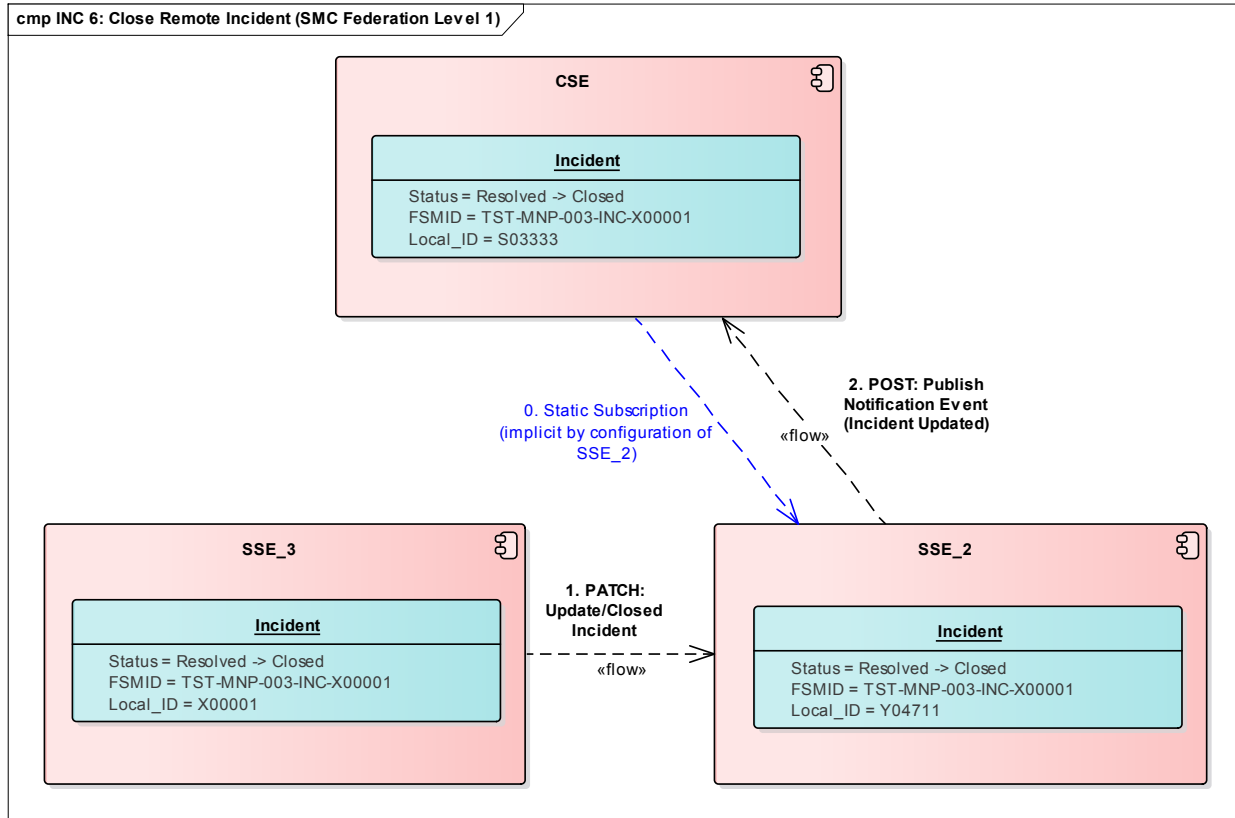 cmp INC 6: Close Remote Incident (SMC Federation Level 1)
CSE
Incident
Status = Resolved -> Closed
FSMID = TST-MNP-003-INC-X00001
Local_ID = S03333
0. Static Subscription
(implicit by configuration of
SSE_2)
2. POST: Publish
Notification Event
(Incident Updated)
«flow»
SSE_3
Incident
Status = Resolved -> Closed
FSMID = TST-MNP-003-INC-X00001
Local_ID = X00001
1. PATCH:
Update/Closed
Incident
«flow»
SSE_2
Incident
Status = Resolved -> Closed
FSMID = TST-MNP-003-INC-X00001
Local_ID = Y04711